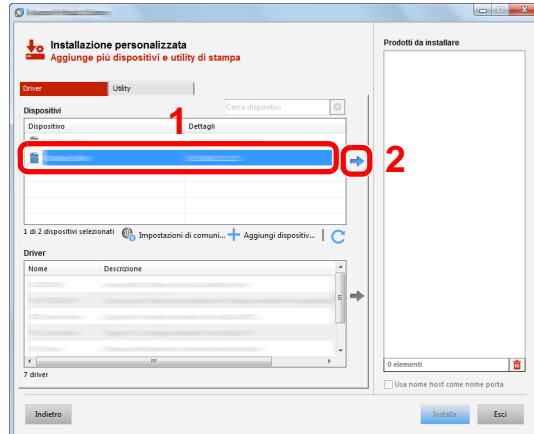 Installazione personalizzata
Aggiunge più dispositivi e utility di stampa
Prodotti da installare
Driver
Utility
Dispositivi
Cerca dispositivi
Dispositivo
Dettagli
1
2
1 di 2 dispositivi selezionati
Impostazioni di comuni...
Aggiungi dispositiv...
Driver
Nome
Descrizione
7 driver
0 elementi
Usa nome host come nome porta
Indietro
Installa
Esci